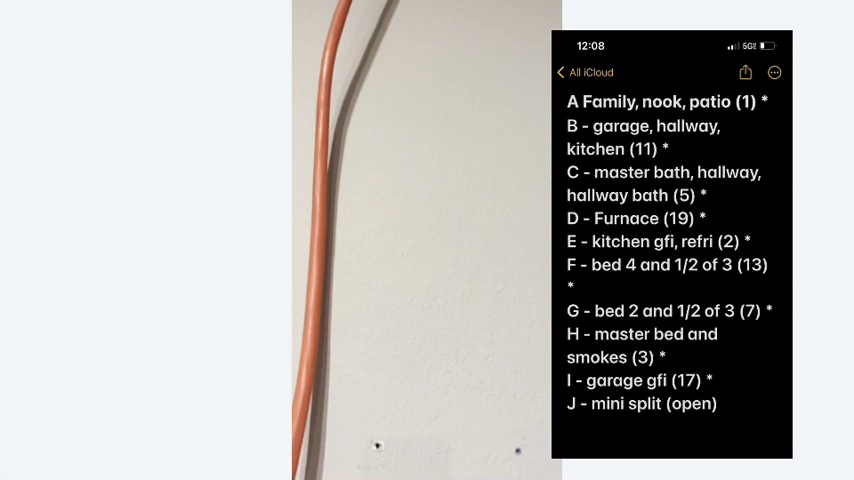 12:08
5G
All iCloud
A Family, nook, patio (1) *
B - garage, hallway,
kitchen (11) *
C - master bath, hallway,
hallway bath (5) *
D - Furnace (19) *
E - kitchen gfi, refri (2) *
F - bed 4 and 1/2 of 3 (13)
*
G - bed 2 and 1/2 of 3 (7) *
H - master bed and
smokes (3) *
I - garage gfi (17) *
J - mini split (open)